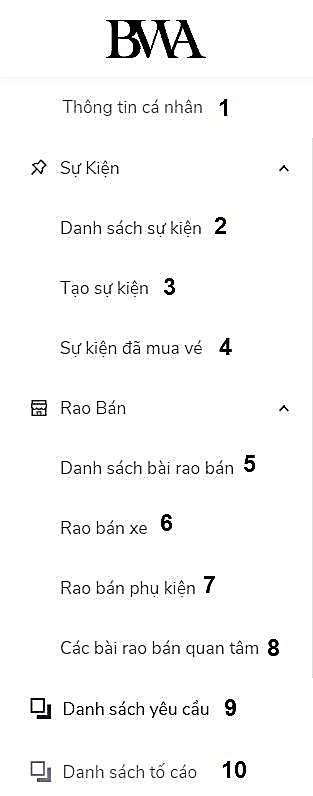 BWA
Thông tin cá nhân 1
Sự Kiện
Danh sách sự kiện 2
Tạo sự kiện 3
Sự kiện đã mua vé 4
Rao Bán
Danh sách bài rao bán 5
Rao bán xe 6
Rao bán phụ kiện 7
Các bài rao bán quan tâm 8
Danh sách yêu cầu 9
Danh sách tố cáo 10